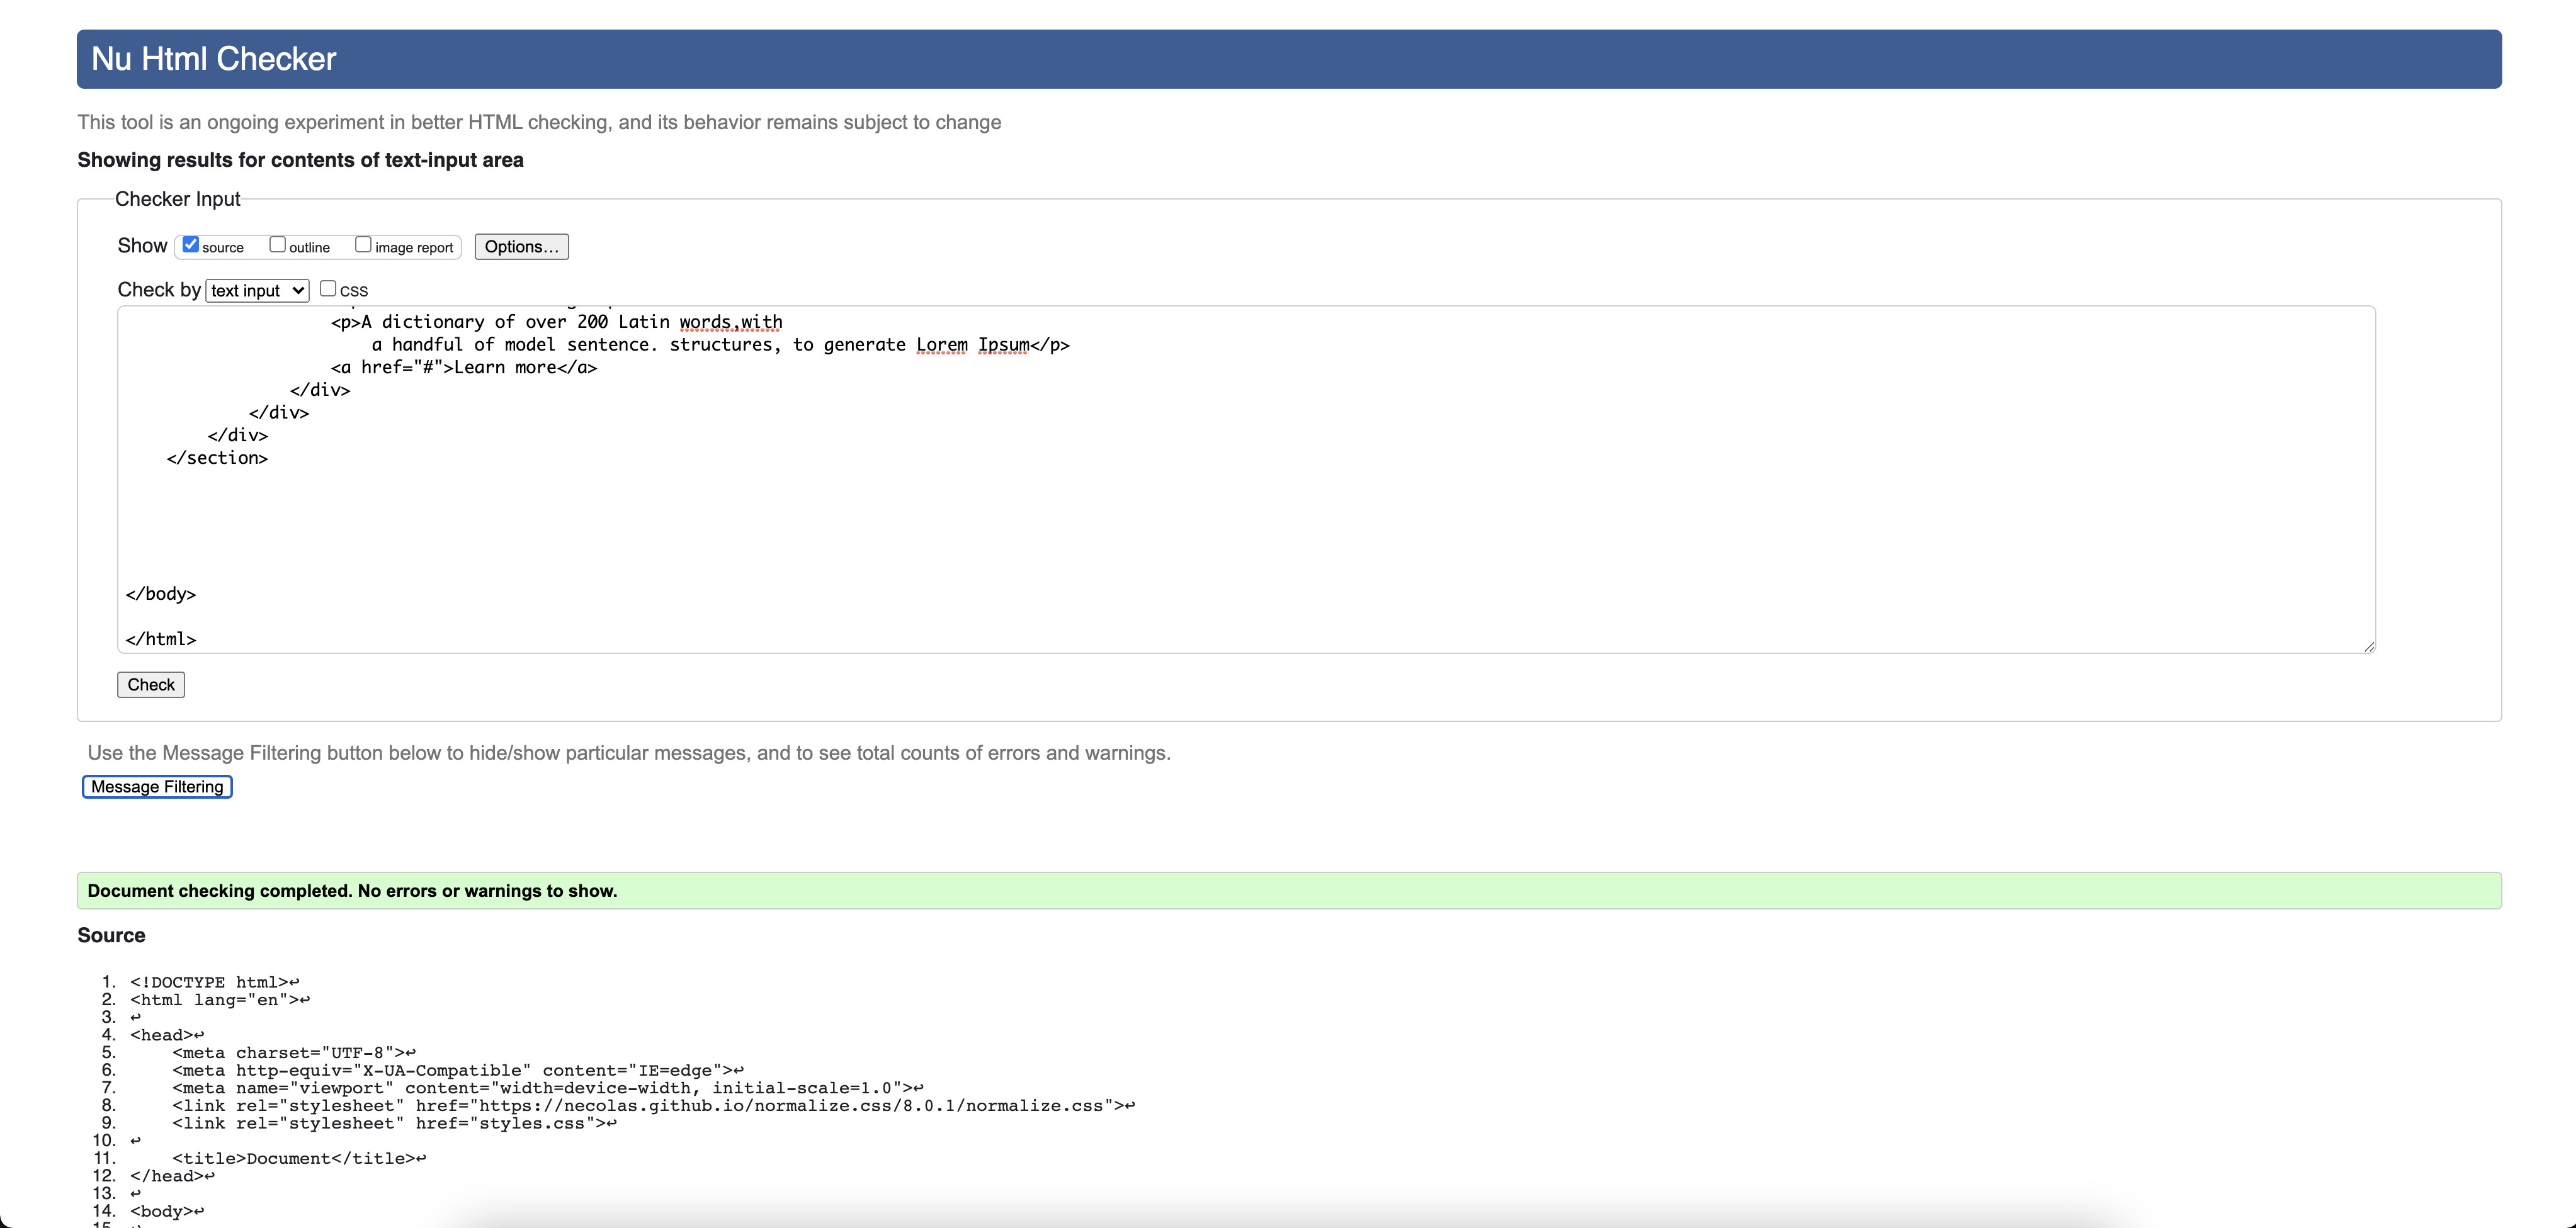 Nu Html Checker
This tool is an ongoing experiment in better HTML checking, and its behavior remains subject to change
Showing results for contents of text-input area
Checker Input
Show source outline image report Options...
Check by text input CSS
<p>A dictionary of over 200 Latin words,with
a handful of model sentence. structures, to generate Lorem Ipsum</p>
<a href="#">Learn more</a>
</div>
</div>
</div>
</section>
</body>
</html>
Check
Use the Message Filtering button below to hide/show particular messages, and to see total counts of errors and warnings.
Message Filtering
Document checking completed. No errors or warnings to show.
Source
1. <!DOCTYPE html>↩
2. <html lang="en">↩
3. ↩
4. <head>↩
5. <meta charset="UTF-8">↩
6. <meta http-equiv="X-UA-Compatible" content="IE=edge">↩
7. <meta name="viewport" content="width=device-width, initial-scale=1.0">↩
8. <link rel="stylesheet" href="https://necolas.github.io/normalize.css/8.0.1/normalize.css">↩
9. <link rel="stylesheet" href="styles.css">↩
10. ↩
11. <title>Document</title>↩
12. </head>↩
13. ↩
14. <body>↩